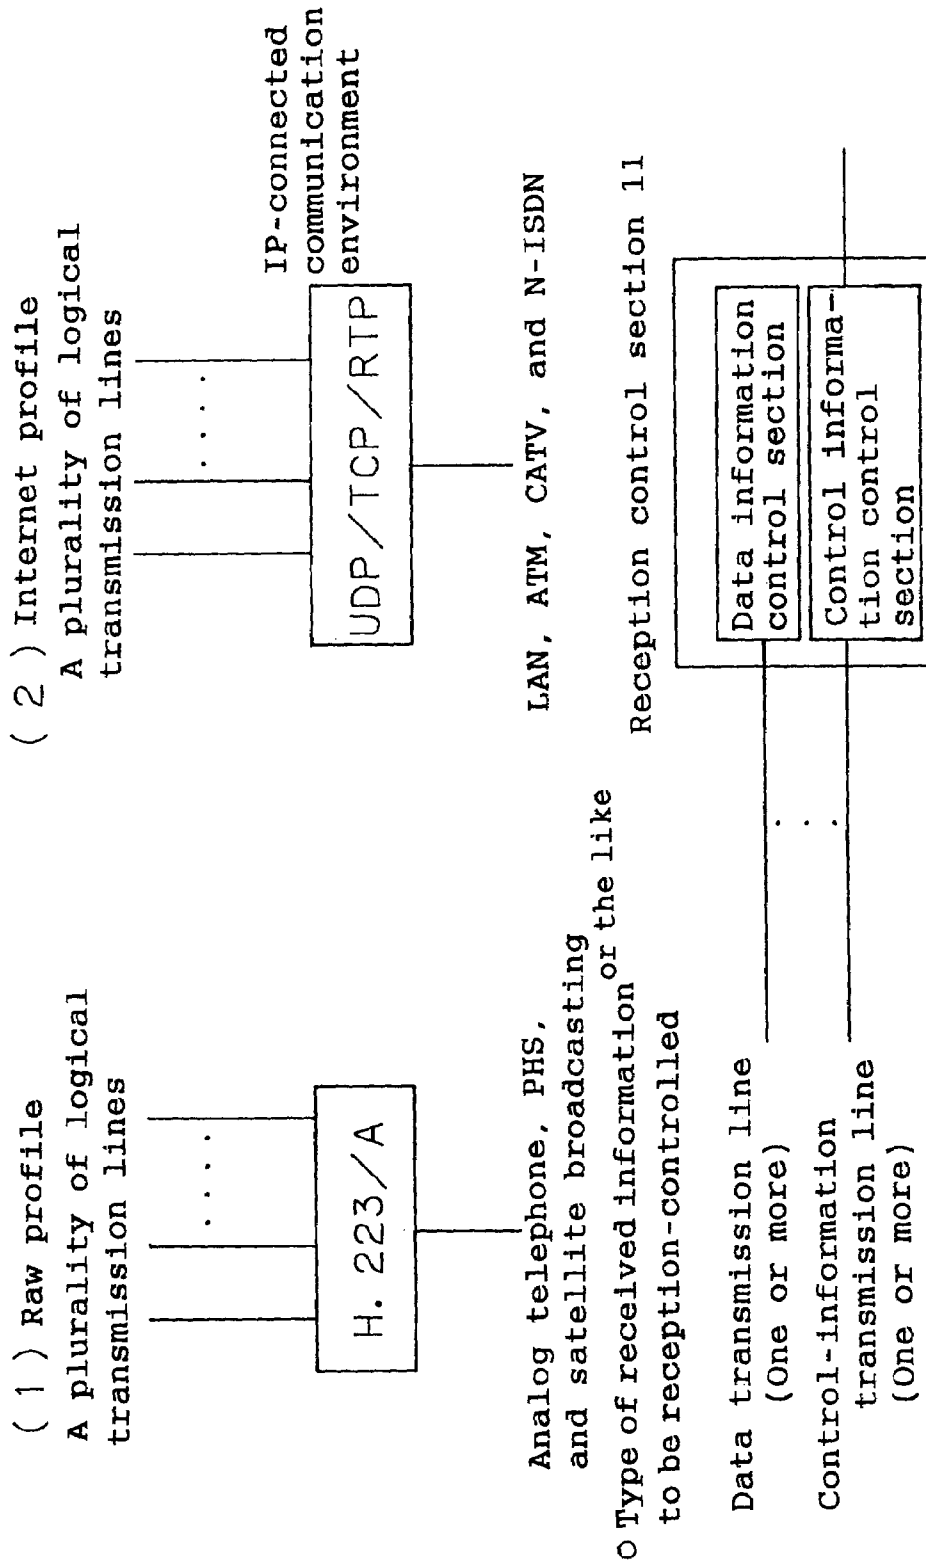 ( 1 ) Raw profile
A plurality of logical
transmission lines
. . . .
H. 223/A
Analog telephone, PHS,
and satellite broadcasting
or the like
( 2 ) Internet profile
A plurality of logical
transmission lines
. . . .
IP-connected
communication
environment
UDP/TCP/RTP
LAN, ATM, CATV, and N-ISDN
O Type of received information
to be reception-controlled
Data transmission line
(One or more)
. . .
Control-information
transmission line
(One or more)
Reception control section 11
Data information
control section
Control informa-
tion control
section